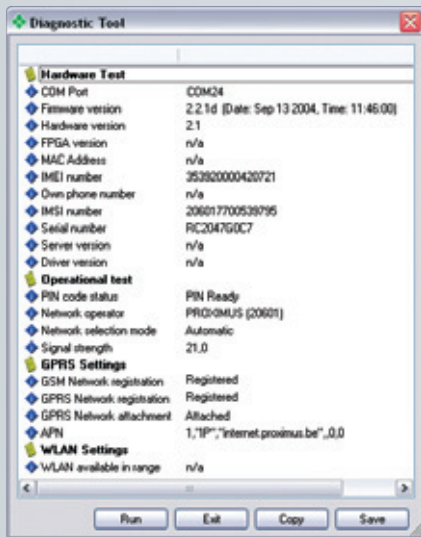 Diagnostic Tool
Hardware Test
COM Port COM24
Firmware version 2.2.1d (Date: Sep 13 2004, Time: 11:46:00)
Hardware version 2.1
FPGA version n/a
MAC Address n/a
IMEI number 353920000420721
Own phone number n/a
IMSI number 206017700539795
Serial number RC2047G0C7
Server version n/a
Driver version n/a
Operational test
PIN code status PIN Ready
Network operator PROXIMUS (20601)
Network selection mode Automatic
Signal strength 21,0
GPRS Settings
GSM Network registration Registered
GPRS Network registration Registered
GPRS Network attachment Attached
APN 1,"IP","internet.proximus.be",,0,0
WLAN Settings
WLAN available in range n/a
Run Exit Copy Save